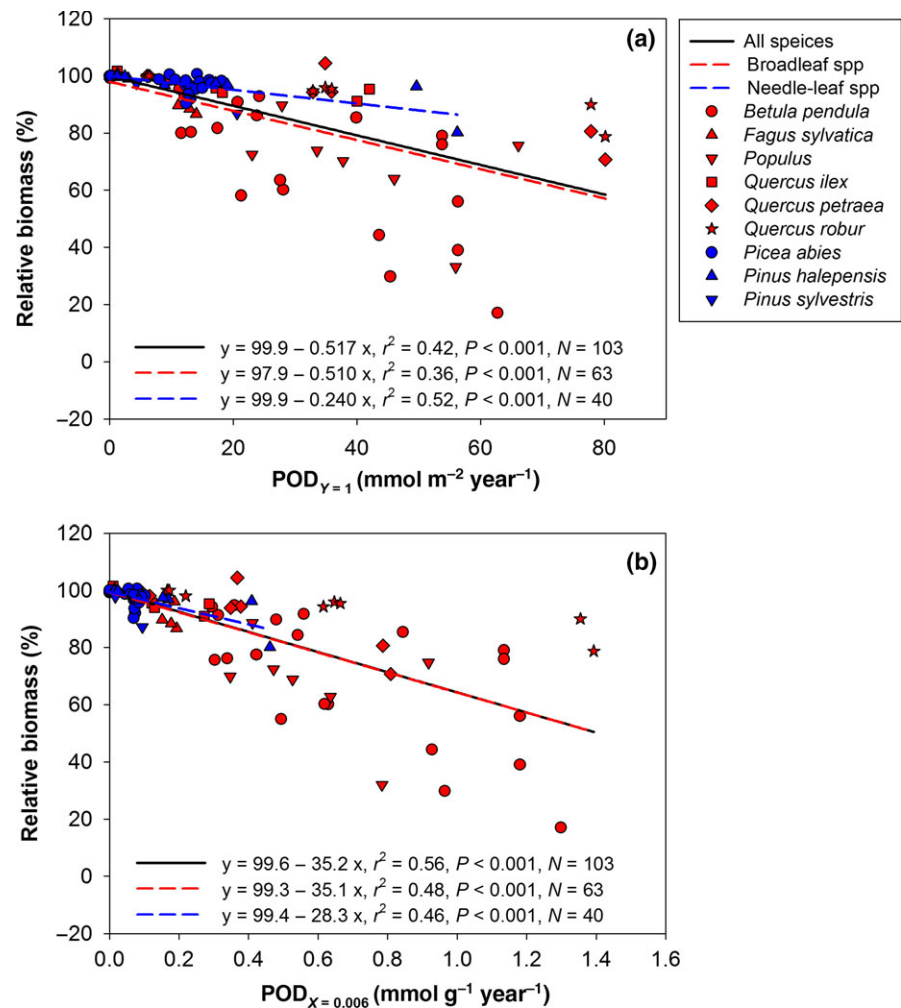 120
100
80
60
40
20
0
−20
Relative biomass (%)
(a)
y = 99.9 – 0.517 x, r² = 0.42, P < 0.001, N = 103
y = 97.9 – 0.510 x, r² = 0.36, P < 0.001, N = 63
y = 99.9 – 0.240 x, r² = 0.52, P < 0.001, N = 40
0 20 40 60 80
POD Y = 1 (mmol m⁻² year⁻¹)
All speices
Broadleaf spp
Needle-leaf spp
Betula pendula
Fagus sylvatica
Populus
Quercus ilex
Quercus petraea
Quercus robur
Picea abies
Pinus halepensis
Pinus sylvestris
120
100
80
60
40
20
0
−20
Relative biomass (%)
(b)
y = 99.6 – 35.2 x, r² = 0.56, P < 0.001, N = 103
y = 99.3 – 35.1 x, r² = 0.48, P < 0.001, N = 63
y = 99.4 – 28.3 x, r² = 0.46, P < 0.001, N = 40
0.0 0.2 0.4 0.6 0.8 1.0 1.2 1.4 1.6
POD X = 0.006 (mmol g⁻¹ year⁻¹)